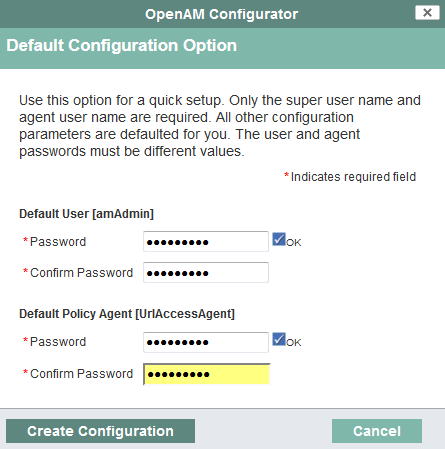 OpenAM Configurator
Default Configuration Option
Use this option for a quick setup. Only the super user name and
agent user name are required. All other configuration
parameters are defaulted for you. The user and agent
passwords must be different values.
* Indicates required field
Default User [amAdmin]
* Password ●●●●●●●●● OK
* Confirm Password ●●●●●●●●●
Default Policy Agent [UrlAccessAgent]
* Password ●●●●●●●●● OK
* Confirm Password ●●●●●●●●●
Create Configuration Cancel